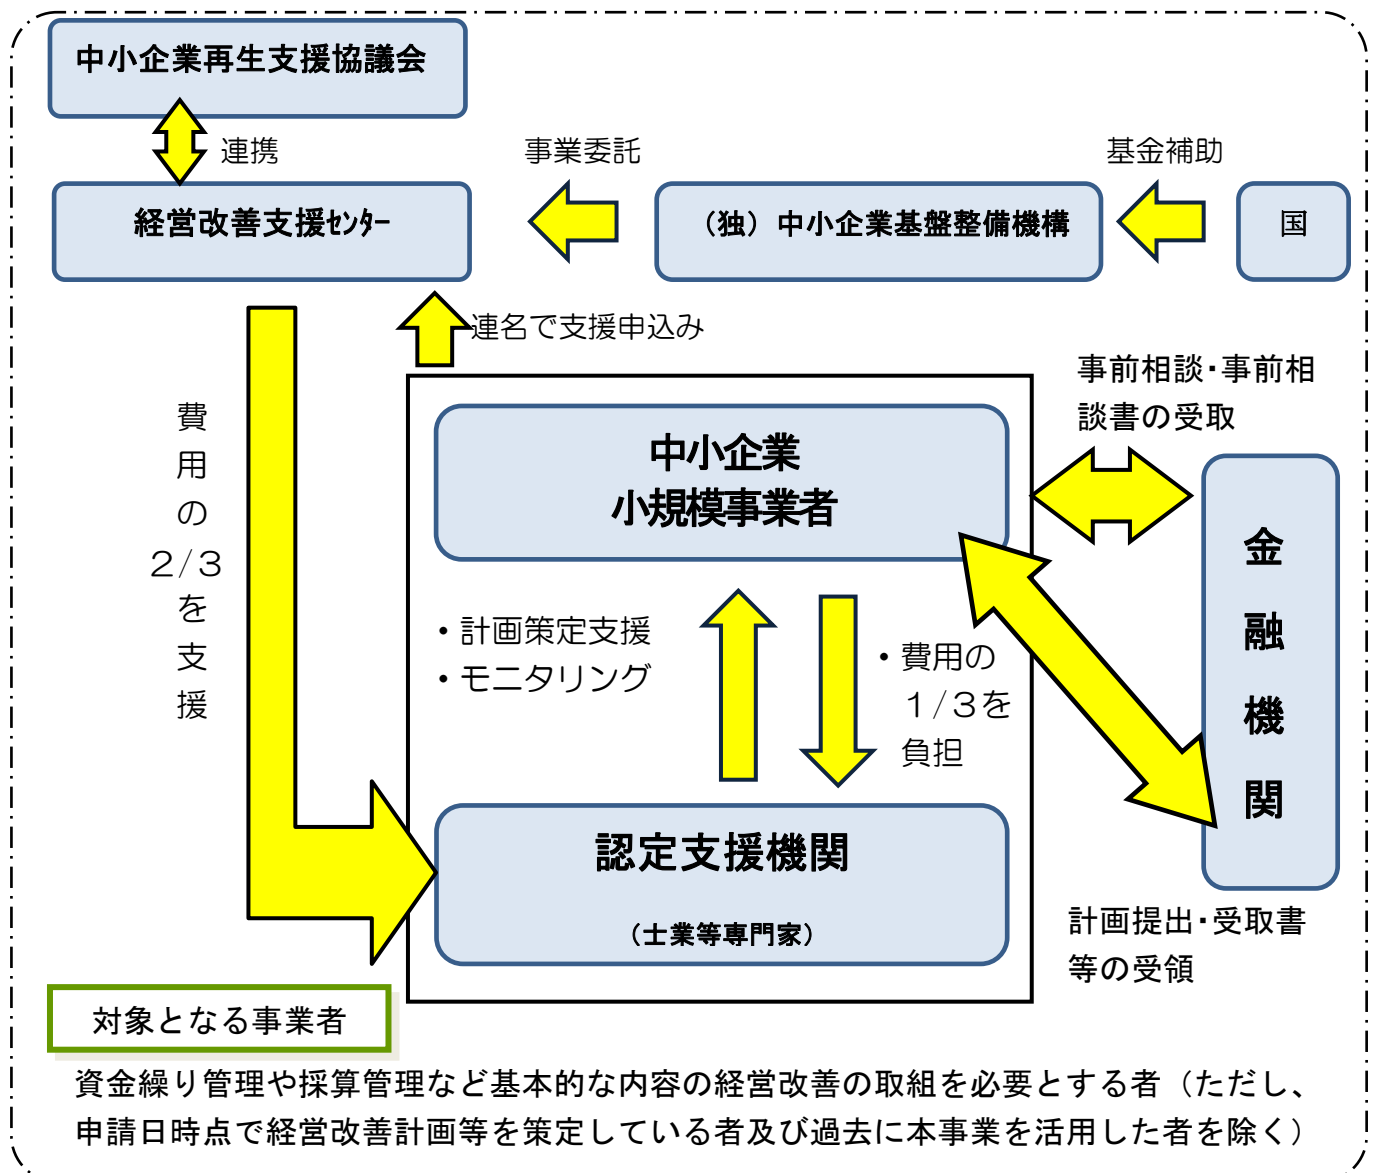 中小企業再生支援協議会
連携
事業委託
基金補助
経営改善支援ｾﾝﾀｰ
（独）中小企業基盤整備機構
国
連名で支援申込み
事前相談・事前相
談書の受取
費用の2/3を支援
中小企業
小規模事業者
金融機関
・計画策定支援
・モニタリング
・費用の
１/３を
負担
認定支援機関
（士業等専門家）
計画提出・受取書
等の受領
対象となる事業者
資金繰り管理や採算管理など基本的な内容の経営改善の取組を必要とする者（ただし、
申請日時点で経営改善計画等を策定している者及び過去に本事業を活用した者を除く）